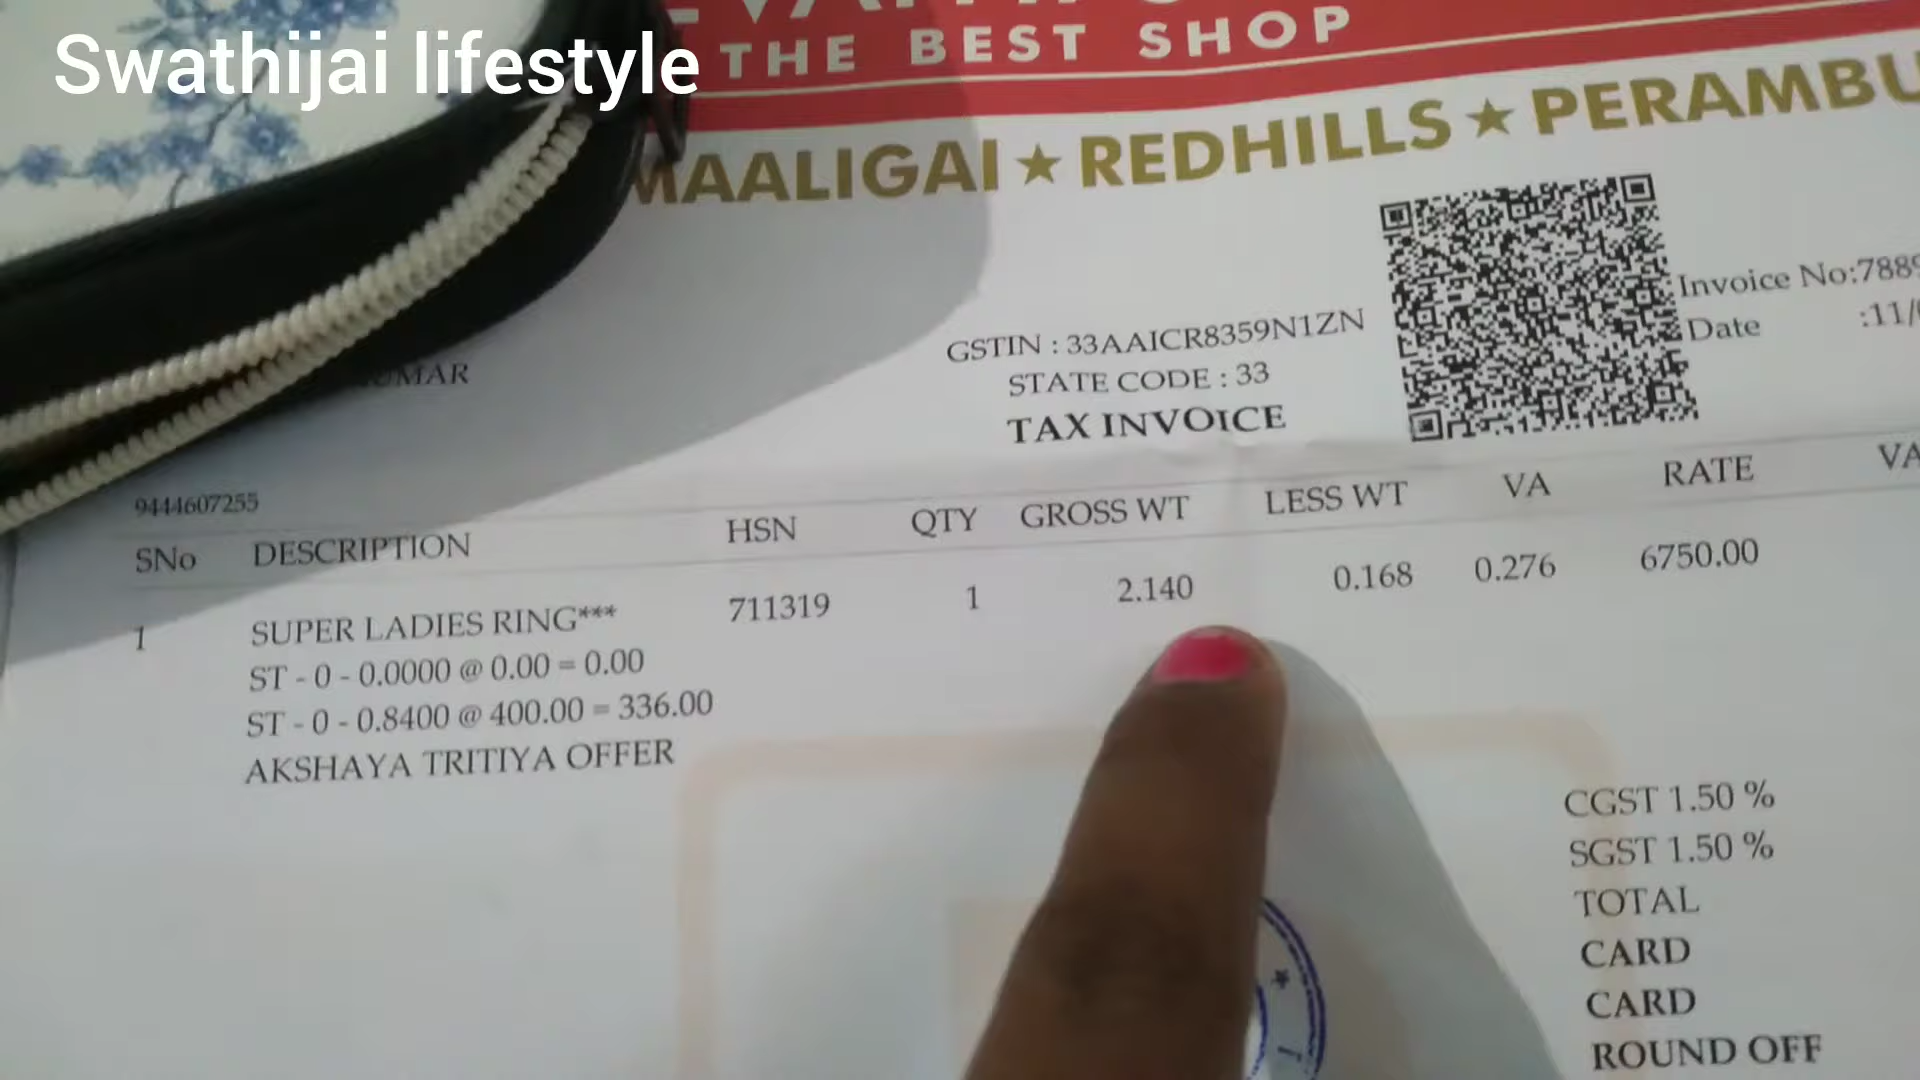 Swathijai lifestyle
THE BEST SHOP
MAALIGAI ★ REDHILLS ★ PERAMBU
Invoice No:7889
Date :11/
GSTIN : 33AAICR8359N1ZN
STATE CODE : 33
TAX INVOICE
UMAR
9444607255
SNo DESCRIPTION HSN QTY GROSS WT LESS WT VA RATE VA
1 SUPER LADIES RING*** 711319 1 2.140 0.168 0.276 6750.00
ST - 0 - 0.0000 @ 0.00 = 0.00
ST - 0 - 0.8400 @ 400.00 = 336.00
AKSHAYA TRITIYA OFFER
CGST 1.50 %
SGST 1.50 %
TOTAL
CARD
CARD
ROUND OFF